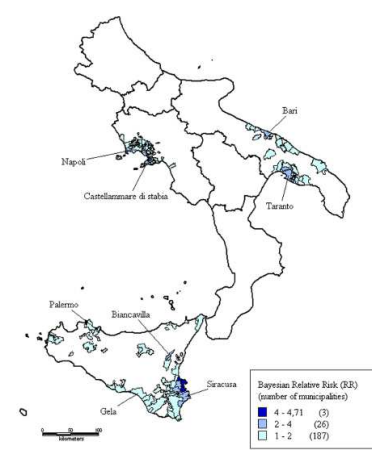 Bari
Napoli
Castellammare di stabia
Taranto
Palermo
Biancavilla
Siracusa
Gela
Bayesian Relative Risk (RR)
(number of municipalities)
4 - 4,71 (3)
2 - 4 (26)
1 - 2 (187)
kilometers